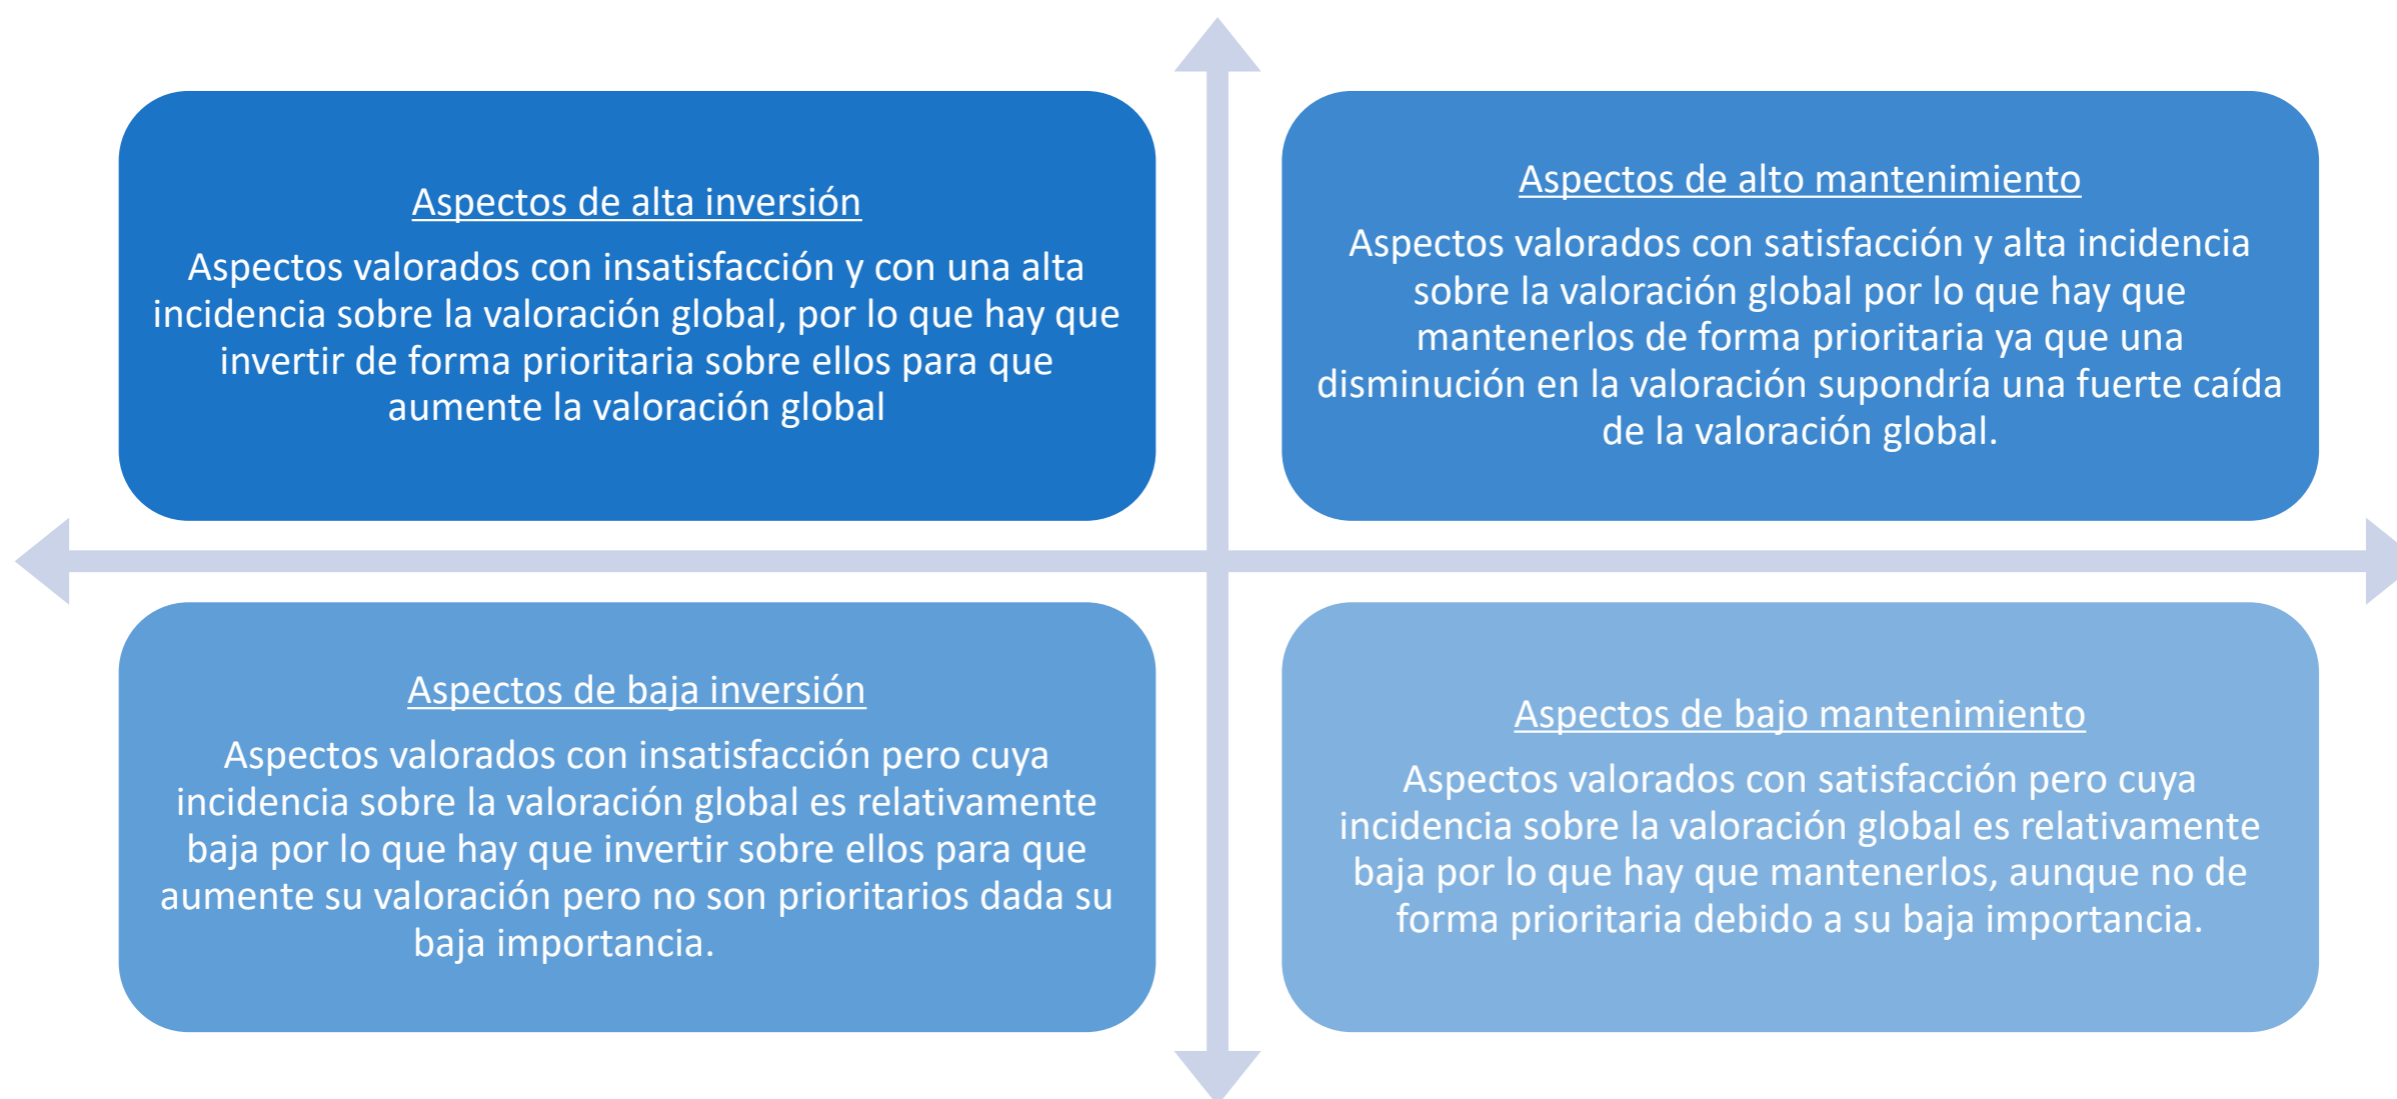 Aspectos de alta inversión
Aspectos valorados con insatisfacción y con una alta
incidencia sobre la valoración global, por lo que hay que
invertir de forma prioritaria sobre ellos para que
aumente la valoración global
Aspectos de alto mantenimiento
Aspectos valorados con satisfacción y alta incidencia
sobre la valoración global por lo que hay que
mantenerlos de forma prioritaria ya que una
disminución en la valoración supondría una fuerte caída
de la valoración global.
Aspectos de baja inversión
Aspectos valorados con insatisfacción pero cuya
incidencia sobre la valoración global es relativamente
baja por lo que hay que invertir sobre ellos para que
aumente su valoración pero no son prioritarios dada su
baja importancia.
Aspectos de bajo mantenimiento
Aspectos valorados con satisfacción pero cuya
incidencia sobre la valoración global es relativamente
baja por lo que hay que mantenerlos, aunque no de
forma prioritaria debido a su baja importancia.